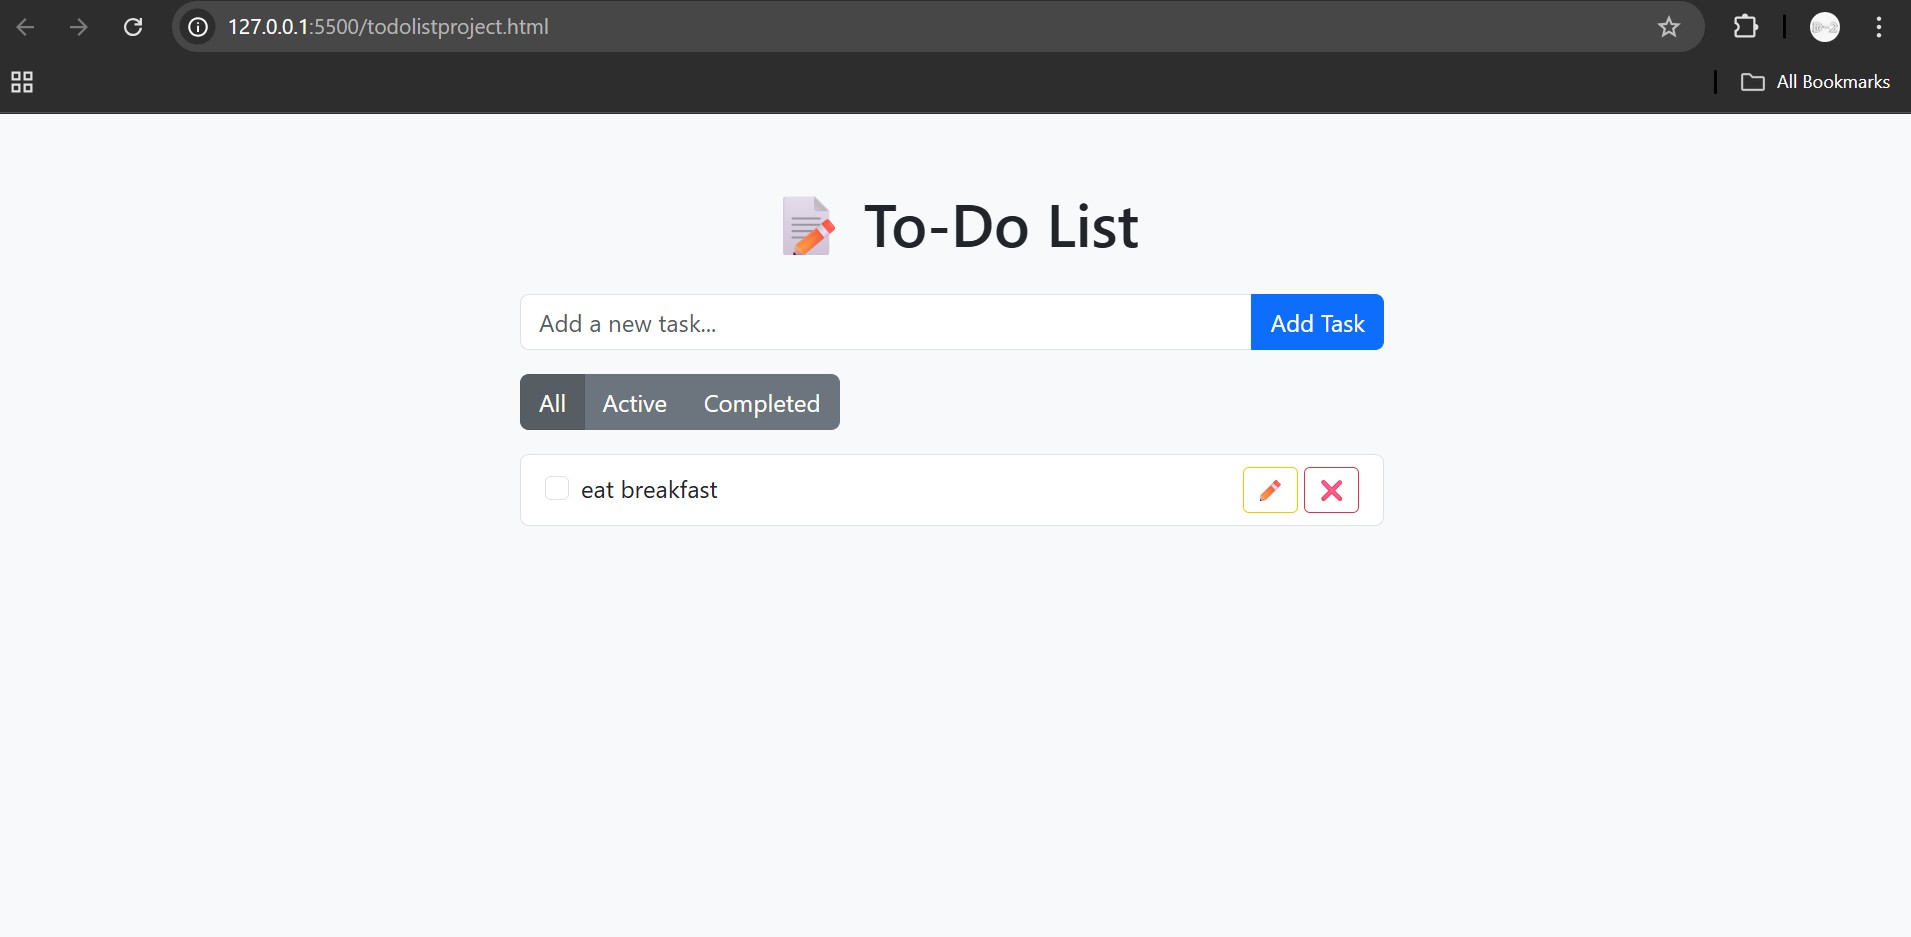 127.0.0.1:5500/todolistproject.html
All Bookmarks
To-Do List
Add a new task...
Add Task
All Active Completed
eat breakfast